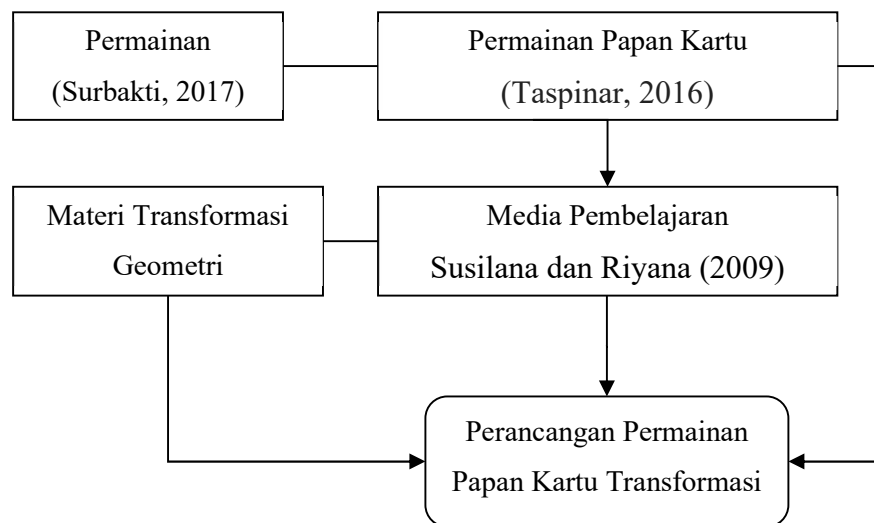 Permainan
(Surbakti, 2017)
Permainan Papan Kartu
(Taspinar, 2016)
Materi Transformasi
Geometri
Media Pembelajaran
Susilana dan Riyana (2009)
Perancangan Permainan
Papan Kartu Transformasi